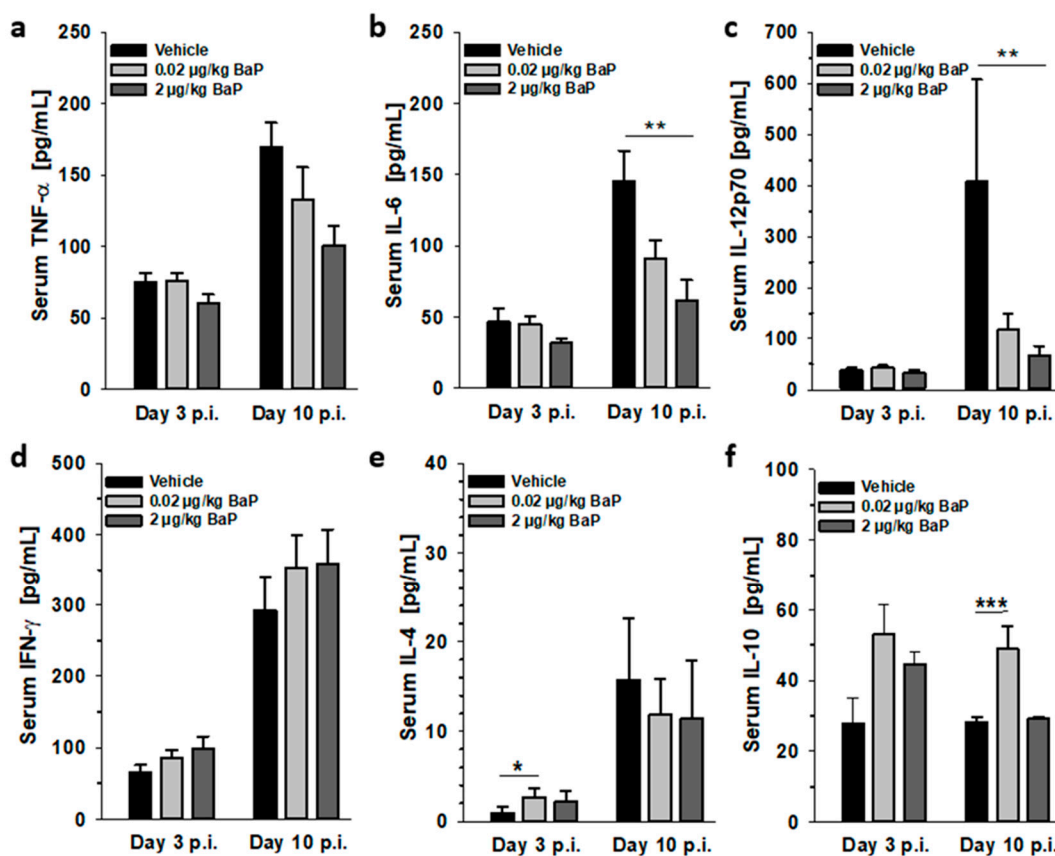 a
Serum TNF-α [pg/mL]
250
200
150
100
50
0
Vehicle
0.02 µg/kg BaP
2 µg/kg BaP
Day 3 p.i.
Day 10 p.i.
b
Serum IL-6 [pg/mL]
250
200
150
100
50
0
Vehicle
0.02 µg/kg BaP
2 µg/kg BaP
**
Day 3 p.i.
Day 10 p.i.
c
Serum IL-12p70 [pg/mL]
700
600
500
400
300
200
100
0
Vehicle
0.02 µg/kg BaP
2 µg/kg BaP
**
Day 3 p.i.
Day 10 p.i.
d
Serum IFN-γ [pg/mL]
500
400
300
200
100
0
Vehicle
0.02 µg/kg BaP
2 µg/kg BaP
Day 3 p.i.
Day 10 p.i.
e
Serum IL-4 [pg/mL]
40
30
20
10
0
Vehicle
0.02 µg/kg BaP
2 µg/kg BaP
*
Day 3 p.i.
Day 10 p.i.
f
Serum IL-10 [pg/mL]
100
80
60
40
20
0
Vehicle
0.02 µg/kg BaP
2 µg/kg BaP
***
Day 3 p.i.
Day 10 p.i.